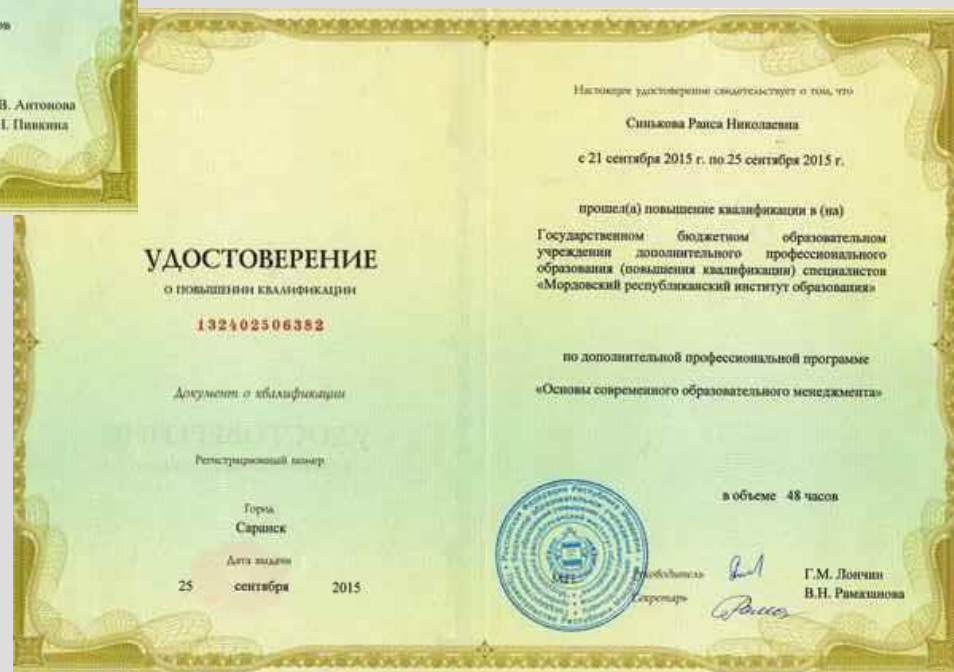 В. Антонова
Пивкина
УДОСТОВЕРЕНИЕ
О ПОВЫШЕНИИ КВАЛИФИКАЦИИ
132402506382
Документ о квалификации
Регистрационный номер
Город
Саранск
Дата выдачи
25 сентября 2015
Настоящее удостоверение свидетельствует о том, что
Синькова Раиса Николаевна
с 21 сентября 2015 г. по 25 сентября 2015 г.
прошел(а) повышение квалификации в (на)
Государственном бюджетном образовательном
учреждении дополнительного профессионального
образования (повышения квалификации) специалистов
«Мордовский республиканский институт образования»
по дополнительной профессиональной программе
«Основы современного образовательного менеджмента»
в объеме 48 часов
Руководитель
Г.М. Лончин
Секретарь
В.Н. Рамазанова